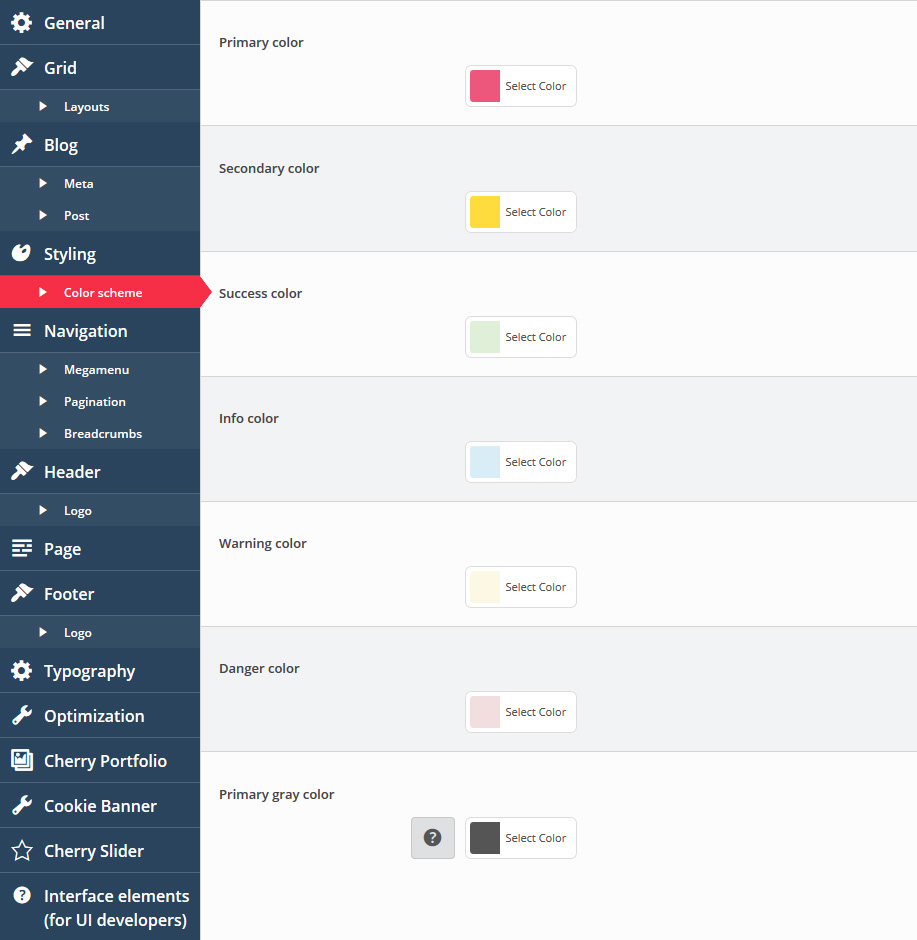 General
Grid
Layouts
Blog
Meta
Post
Styling
Color scheme
Navigation
Megamenu
Pagination
Breadcrumbs
Header
Logo
Page
Footer
Logo
Typography
Optimization
Cherry Portfolio
Cookie Banner
Cherry Slider
Interface elements
(for UI developers)
Primary color
Select Color
Secondary color
Select Color
Success color
Select Color
Info color
Select Color
Warning color
Select Color
Danger color
Select Color
Primary gray color
? Select Color